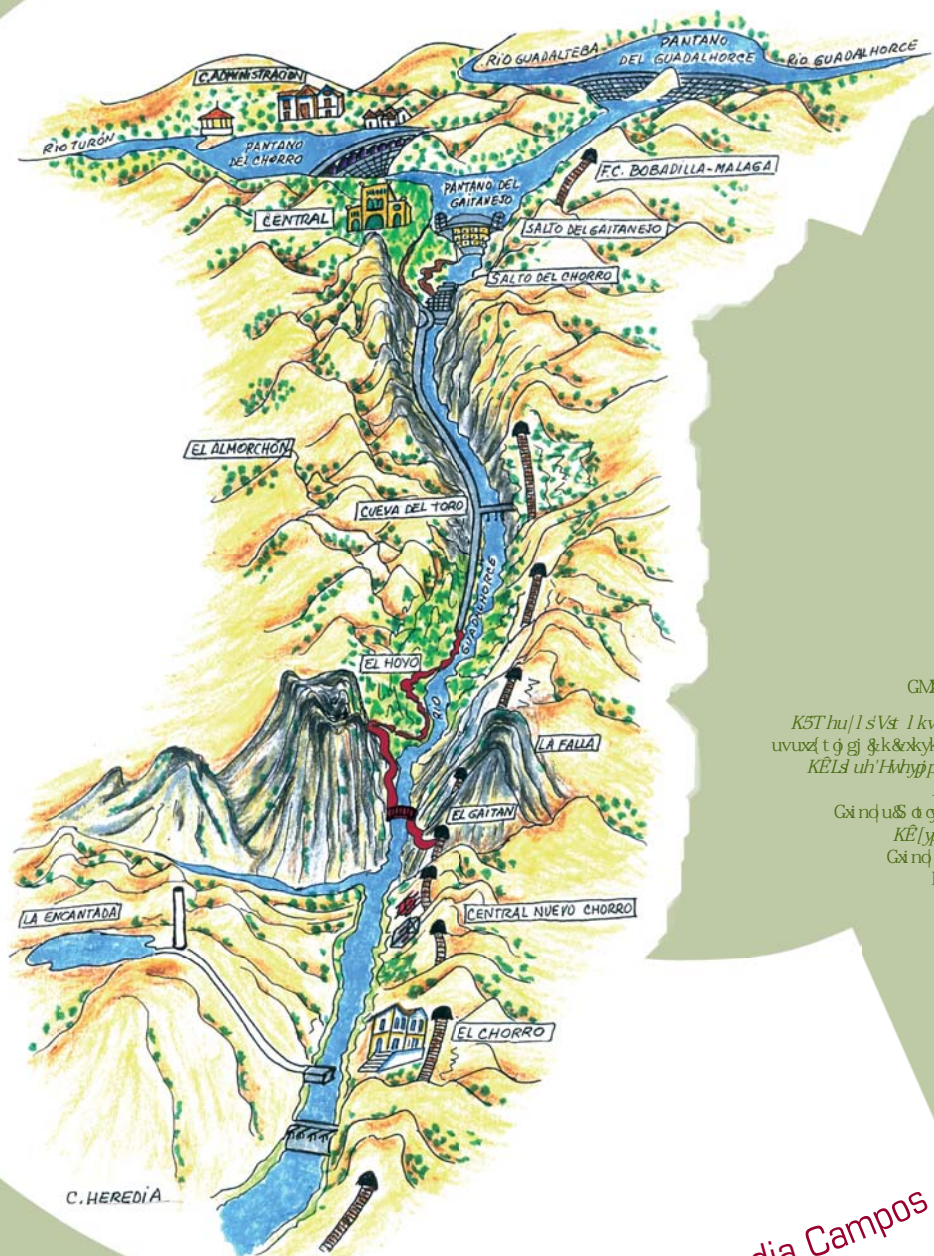 RIO GUADALTEBA
PANTANO
DEL GUADALHORCE
RIO GUADALHORCE
C. ADMINISTRACION
RIO TURÓN
PANTANO
DEL CHORRO
F.C. BOBADILLA-MALAGA
PANTANO DEL
GAITANEJO
CENTRAL
SALTO DEL GAITANEJO
SALTO DEL CHORRO
EL ALMORCHÓN
CUEVA DEL TORO
RIO GUADALHORCE
EL HOYO
LA FALLA
EL GAITAN
LA ENCANTADA
CENTRAL NUEVO CHORRO
EL CHORRO
C. HEREDIA
dia Campos